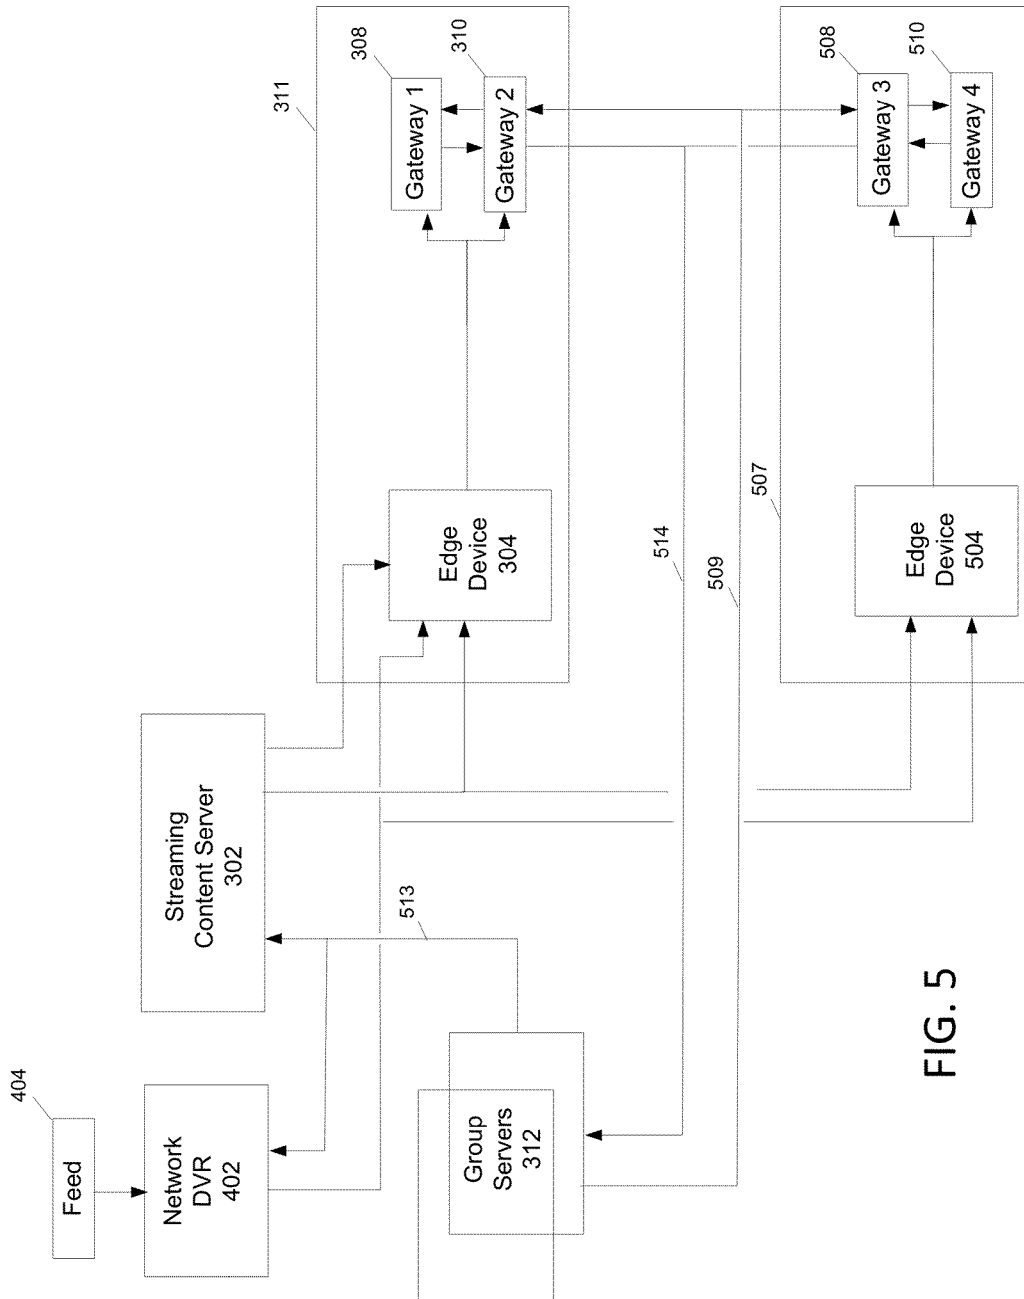 404
Feed
Network
DVR
402
Streaming
Content Server
302
513
Group
Servers
312
311
Edge
Device
304
308
Gateway 1
310
Gateway 2
514
509
507
Edge
Device
504
508
Gateway 3
510
Gateway 4
FIG. 5